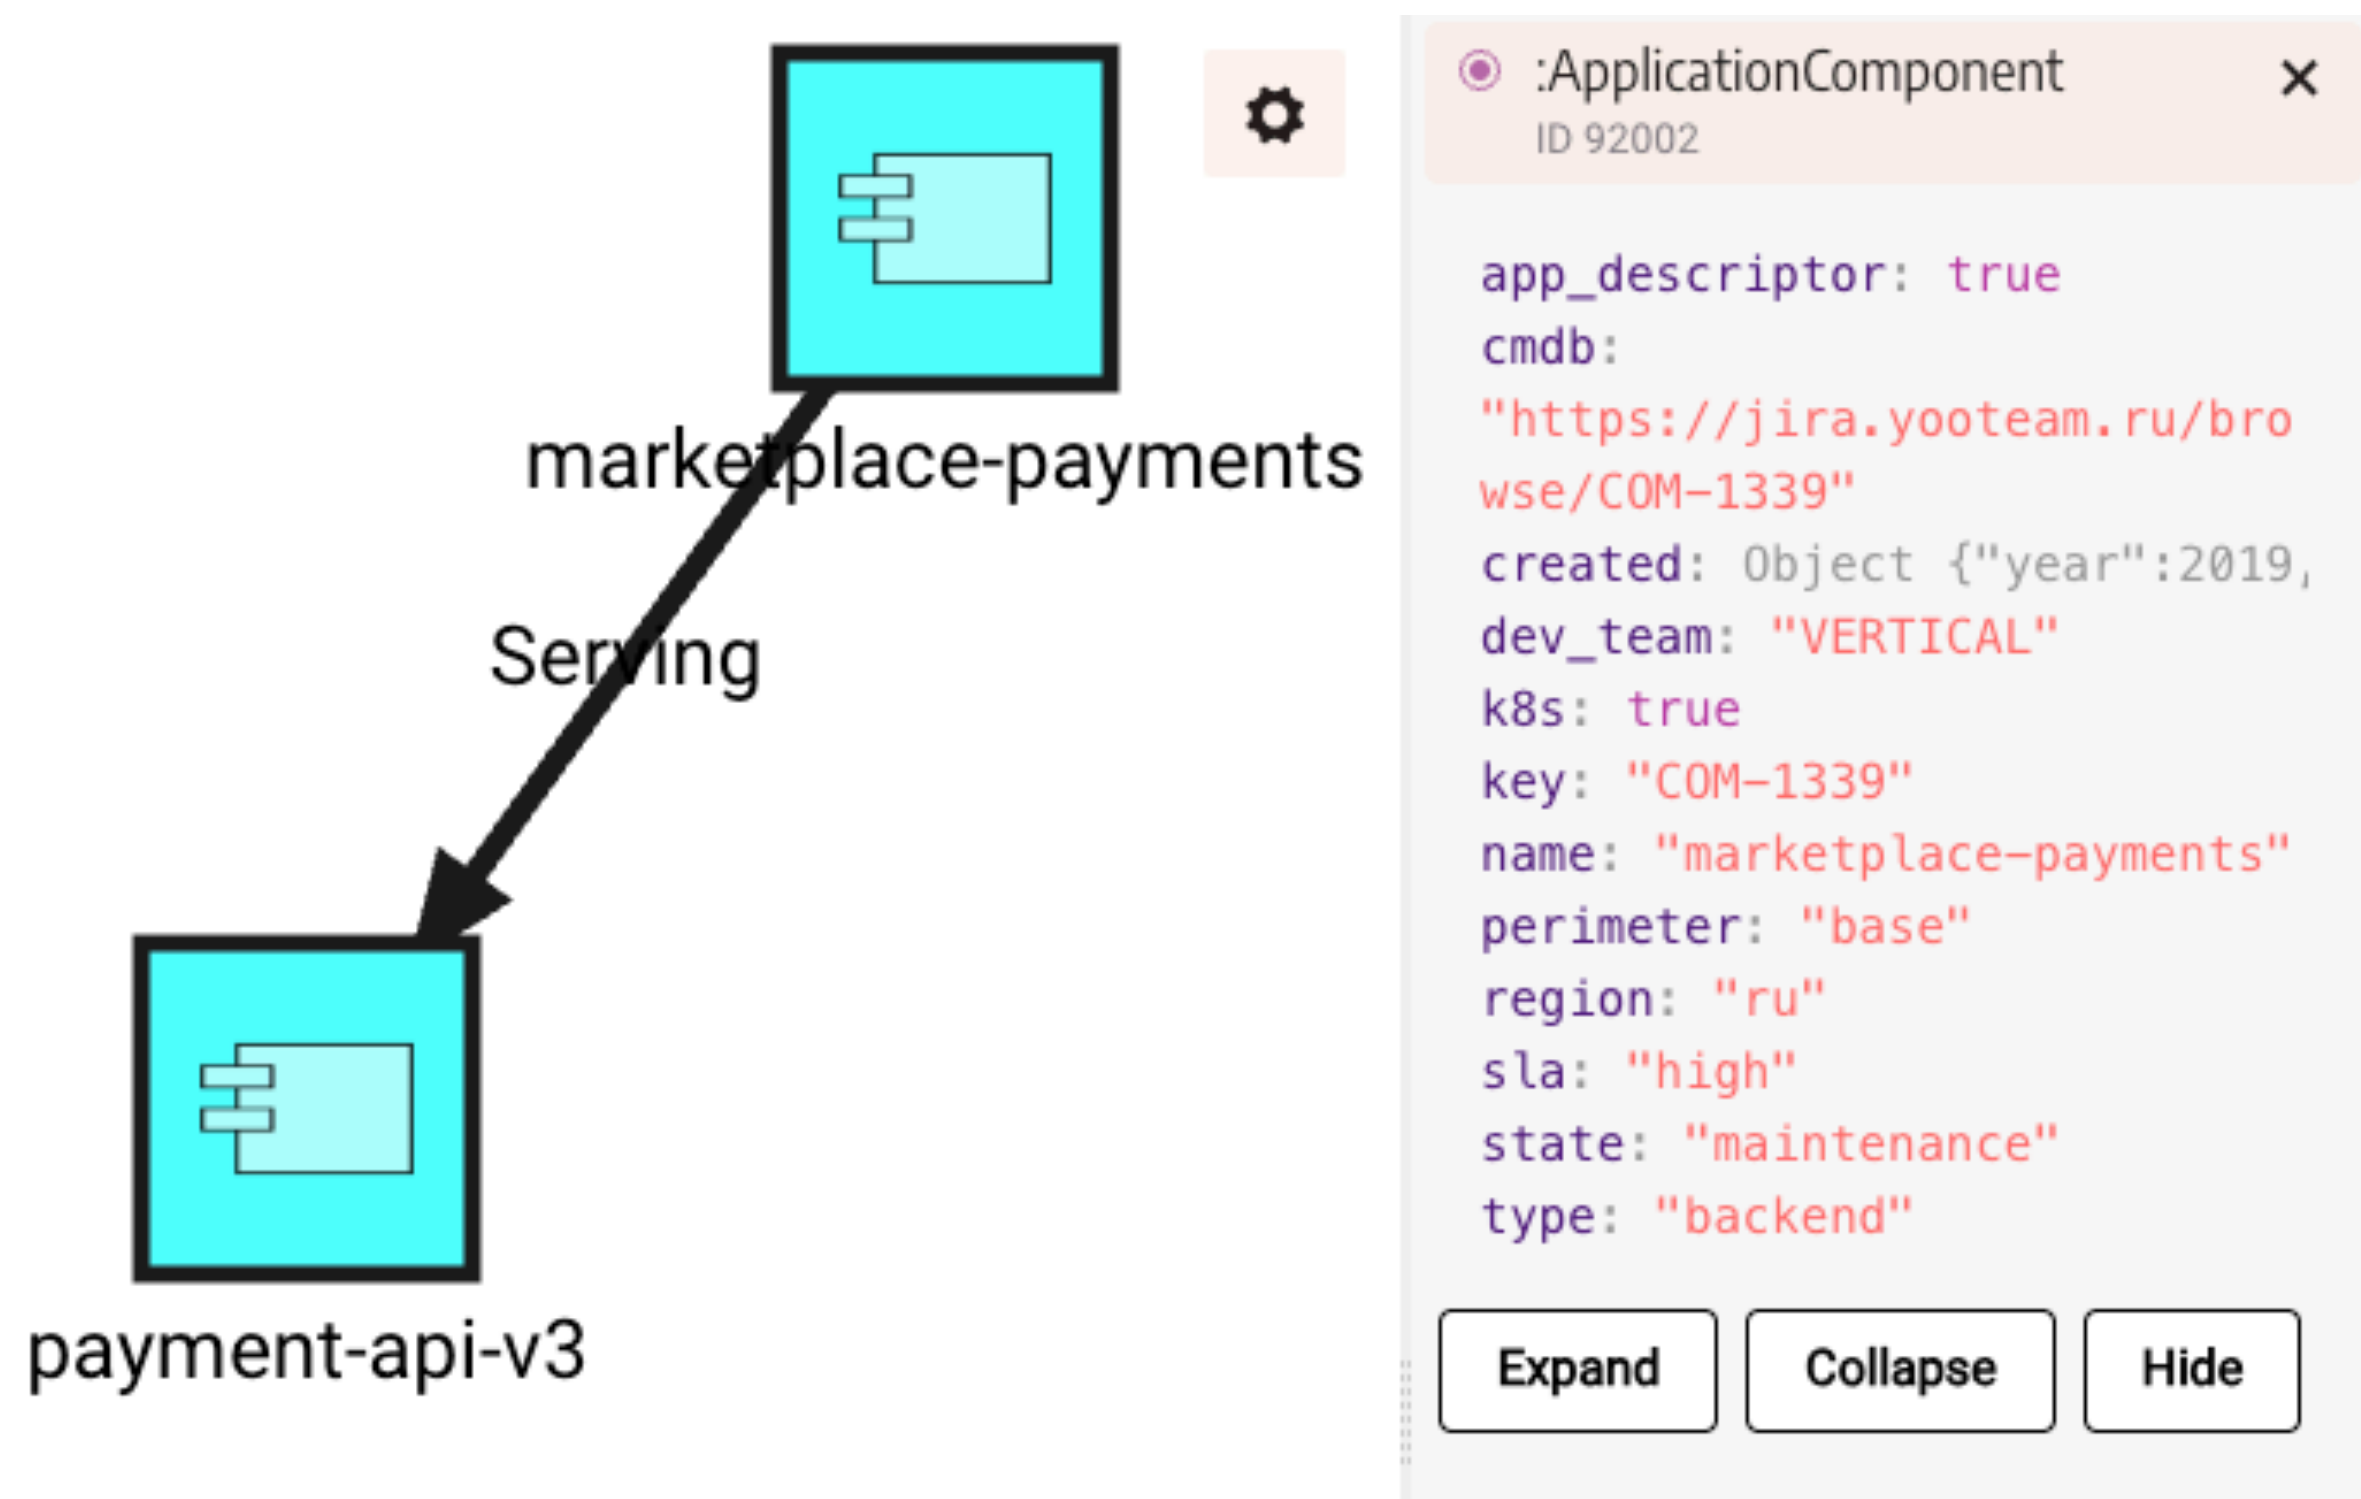 marketplace-payments
Serving
payment-api-v3
:ApplicationComponent
ID 92002
app_descriptor: true
cmdb:
"https://jira.yooteam.ru/bro
wse/COM-1339"
created: Object {"year":2019,
dev_team: "VERTICAL"
k8s: true
key: "COM-1339"
name: "marketplace-payments"
perimeter: "base"
region: "ru"
sla: "high"
state: "maintenance"
type: "backend"
Expand Collapse Hide